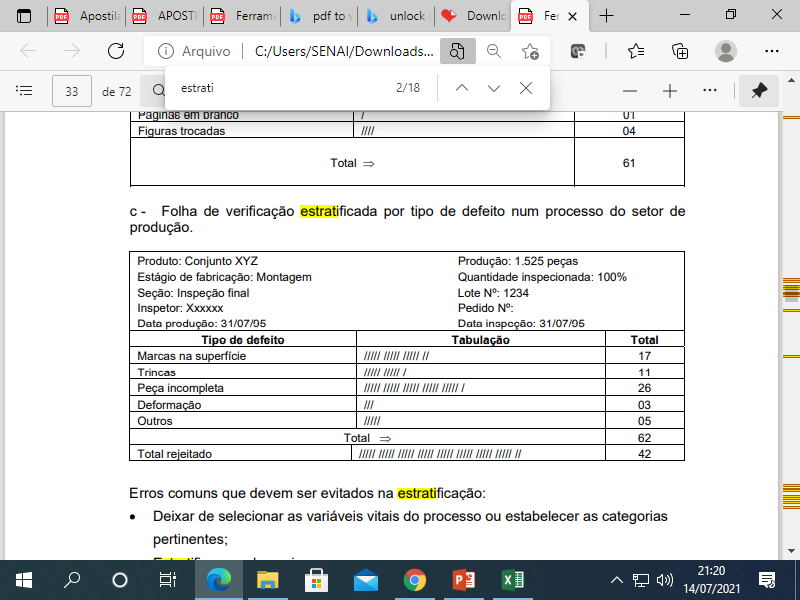 Apostila
APOSTI
Ferrame
pdf to w
unlock
Downlo
Fer
Arquivo
C:/Users/SENAI/Downloads...
33
de 72
estrati
2/18
Páginas em branco / 01
Figuras trocadas //// 04
Total ⇒ 61
c - Folha de verificação estratificada por tipo de defeito num processo do setor de
produção.
Produto: Conjunto XYZ Produção: 1.525 peças
Estágio de fabricação: Montagem Quantidade inspecionada: 100%
Seção: Inspeção final Lote Nº: 1234
Inspetor: Xxxxxx Pedido Nº:
Data produção: 31/07/95 Data inspeção: 31/07/95
Tipo de defeito Tabulação Total
Marcas na superfície ///// ///// ///// // 17
Trincas ///// ///// / 11
Peça incompleta ///// ///// ///// ///// ///// / 26
Deformação /// 03
Outros ///// 05
Total ⇒ 62
Total rejeitado ///// ///// ///// ///// ///// ///// ///// ///// // 42
Erros comuns que devem ser evitados na estratificação:
• Deixar de selecionar as variáveis vitais do processo ou estabelecer as categorias
pertinentes;
21:20
14/07/2021